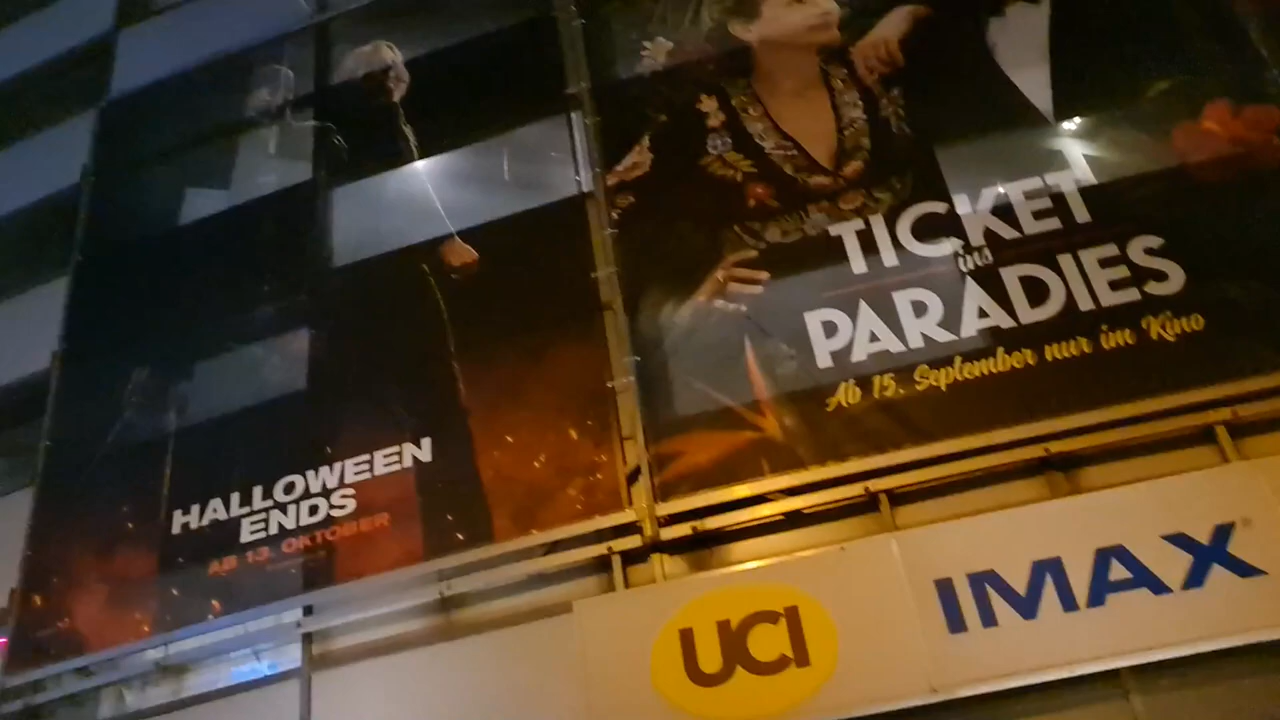 HALLOWEEN
ENDS
AB 13. OKTOBER
TICKET
ins
PARADIES
Ab 15. September nur im Kino
UCI
IMAX